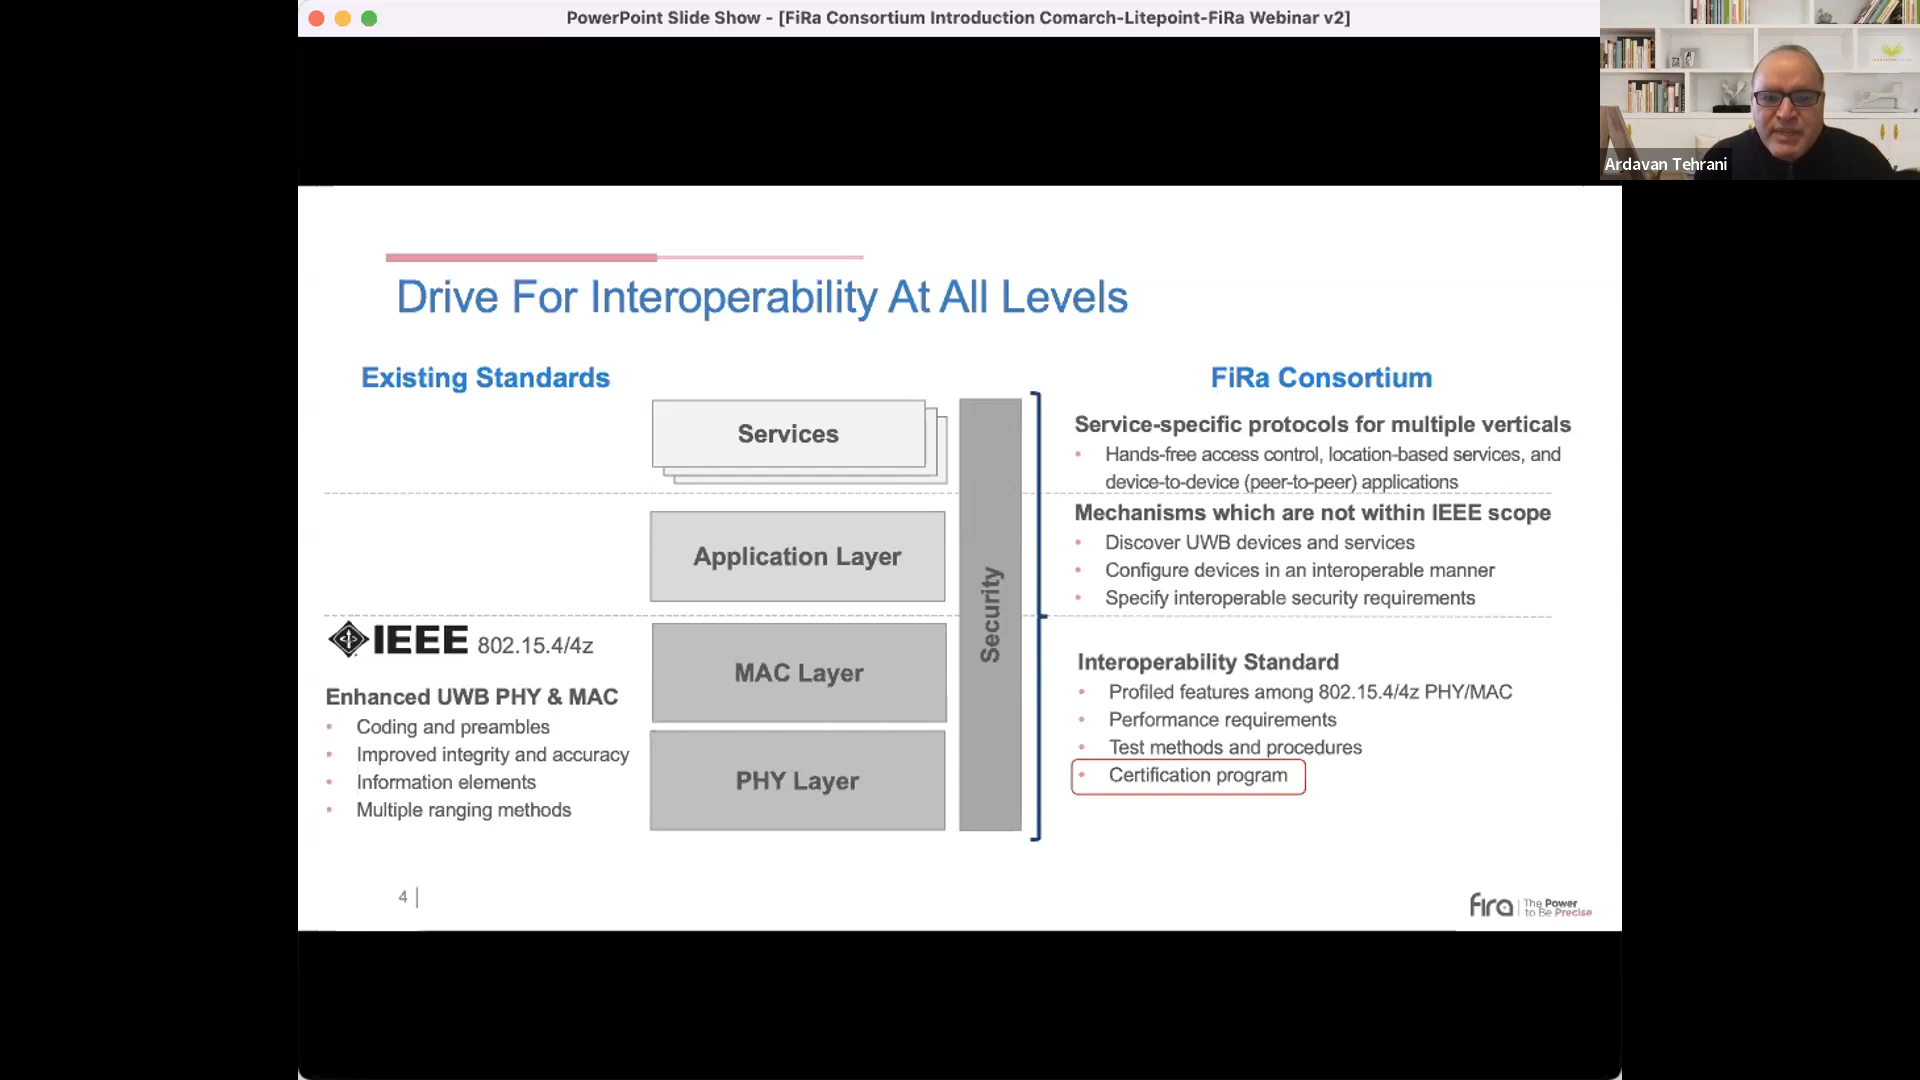 PowerPoint Slide Show - [FiRa Consortium Introduction Comarch-Litepoint-FiRa Webinar v2]
Ardavan Tehrani
Drive For Interoperability At All Levels
Existing Standards
IEEE 802.15.4/4z
Enhanced UWB PHY & MAC
• Coding and preambles
• Improved integrity and accuracy
• Information elements
• Multiple ranging methods
Services
Application Layer
MAC Layer
PHY Layer
Security
FiRa Consortium
Service-specific protocols for multiple verticals
• Hands-free access control, location-based services, and
device-to-device (peer-to-peer) applications
Mechanisms which are not within IEEE scope
• Discover UWB devices and services
• Configure devices in an interoperable manner
• Specify interoperable security requirements
Interoperability Standard
• Profiled features among 802.15.4/4z PHY/MAC
• Performance requirements
• Test methods and procedures
• Certification program
4
fira
The Power
to Be Precise